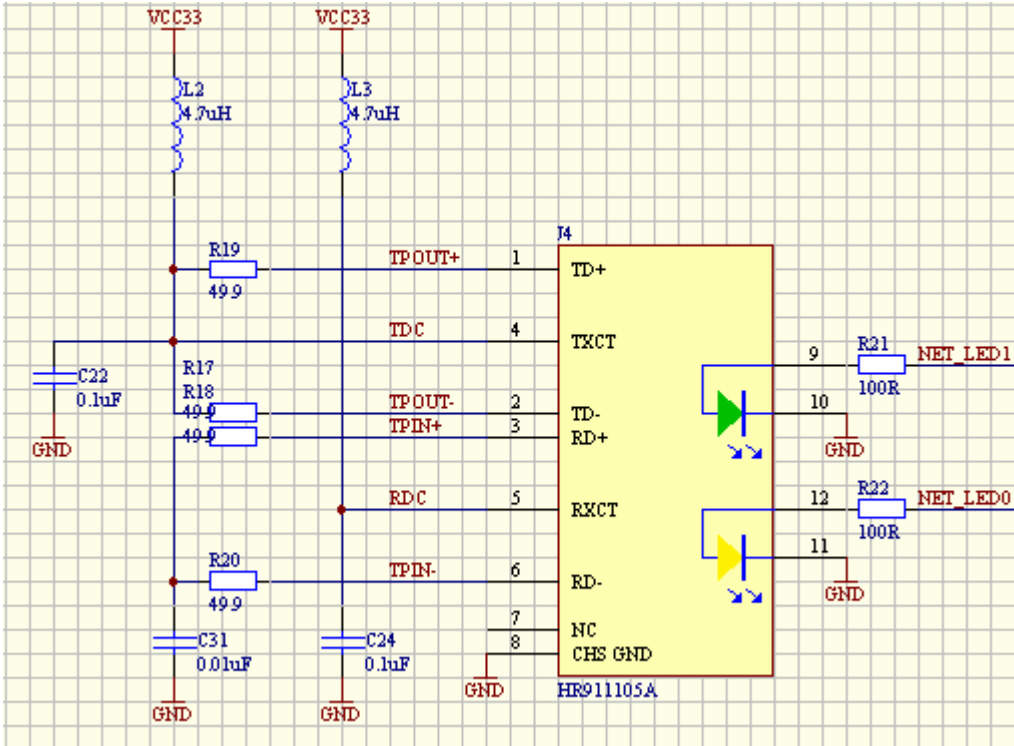 VCC33
VCC33
L2
4.7uH
L3
4.7uH
J4
R19
49.9
TPOUT+
1
TD+
TDC
4
TXCT
C22
0.1uF
GND
R17
R18
49.9
49.9
TPOUT-
2
TD-
TPIN+
3
RD+
RDC
5
RXCT
R20
49.9
TPIN-
6
RD-
7
NC
8
CHS GND
GND
HR911105A
C31
0.01uF
GND
C24
0.1uF
GND
9
R21
100R
NET_LED1
10
GND
12
R22
100R
NET_LED0
11
GND